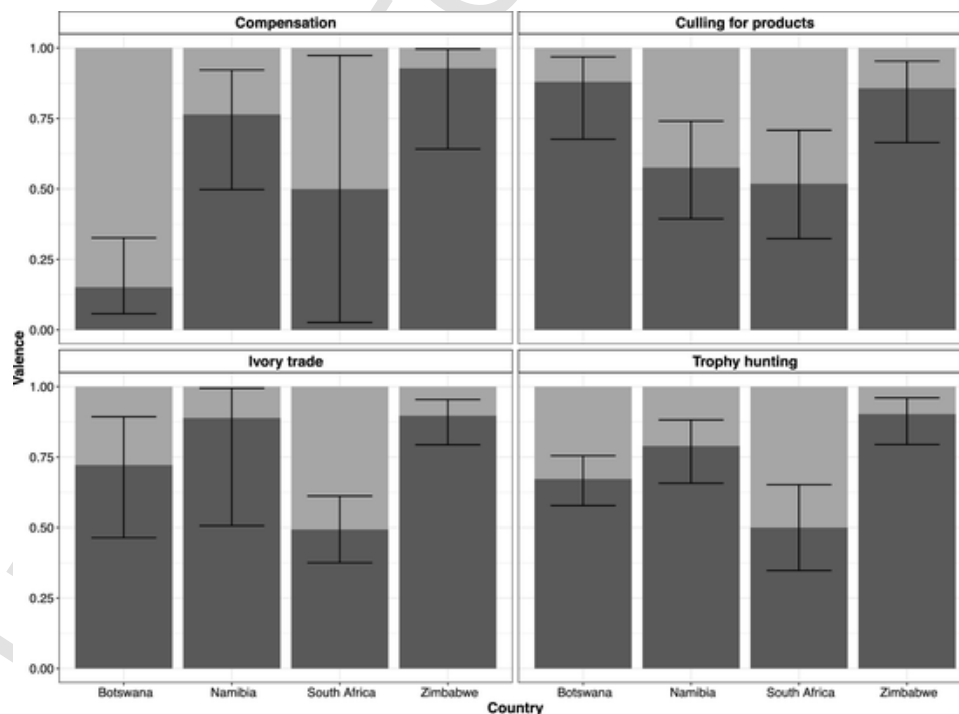 Compensation
Culling for products
1.00
0.75
0.50
0.25
0.00
Valence
Ivory trade
Trophy hunting
1.00
0.75
0.50
0.25
0.00
Botswana Namibia South Africa Zimbabwe
Botswana Namibia South Africa Zimbabwe
Country